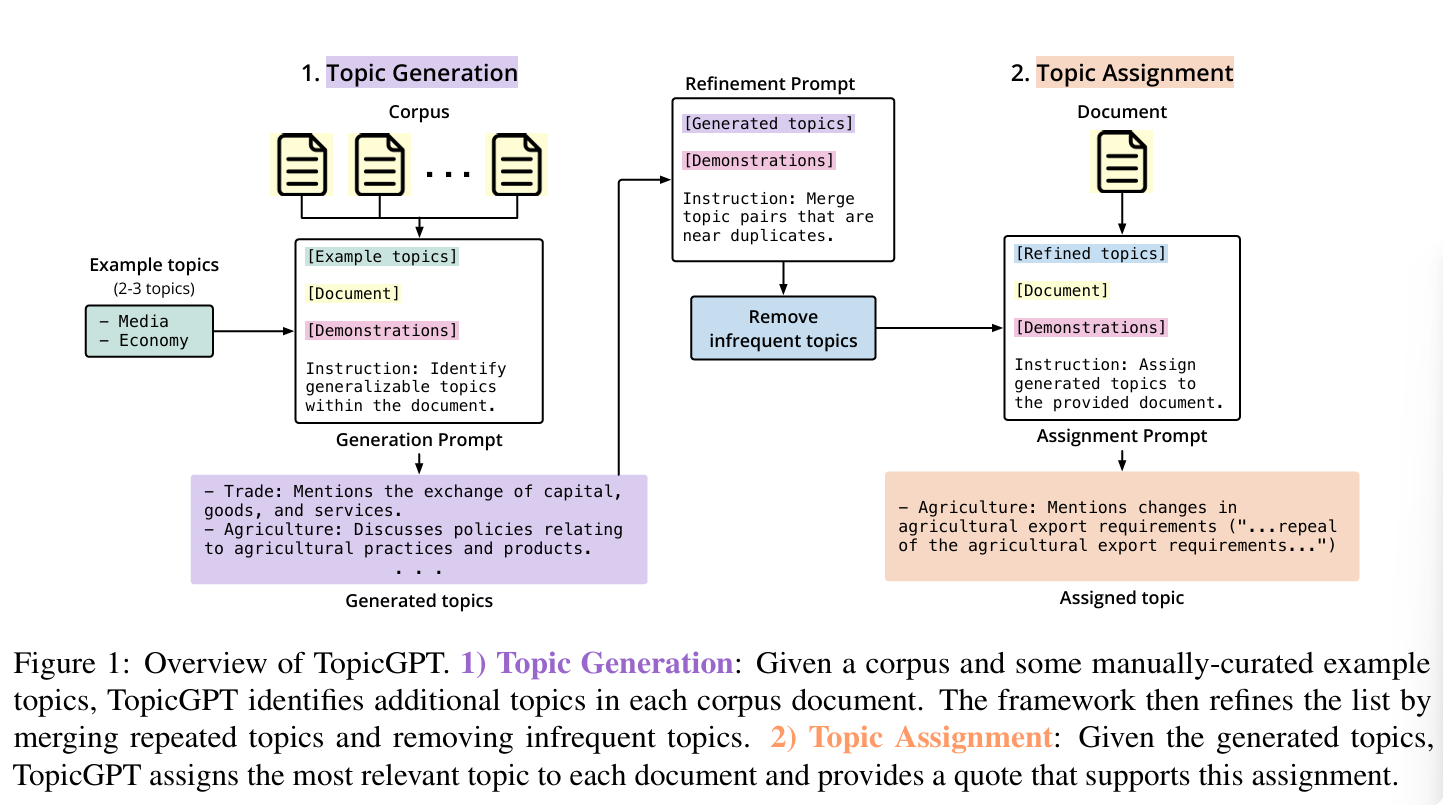 1. Topic Generation
Corpus
. . .
Example topics
(2-3 topics)
– Media
– Economy
[Example topics]
[Document]
[Demonstrations]
Instruction: Identify
generalizable topics
within the document.
Generation Prompt
– Trade: Mentions the exchange of capital,
goods, and services.
– Agriculture: Discusses policies relating
to agricultural practices and products.
. . .
Generated topics
Refinement Prompt
[Generated topics]
[Demonstrations]
Instruction: Merge
topic pairs that are
near duplicates.
Remove
infrequent topics
2. Topic Assignment
Document
[Refined topics]
[Document]
[Demonstrations]
Instruction: Assign
generated topics to
the provided document.
Assignment Prompt
– Agriculture: Mentions changes in
agricultural export requirements ("...repeal
of the agricultural export requirements...")
Assigned topic
Figure 1: Overview of TopicGPT. 1) Topic Generation: Given a corpus and some manually-curated example
topics, TopicGPT identifies additional topics in each corpus document. The framework then refines the list by
merging repeated topics and removing infrequent topics. 2) Topic Assignment: Given the generated topics,
TopicGPT assigns the most relevant topic to each document and provides a quote that supports this assignment.